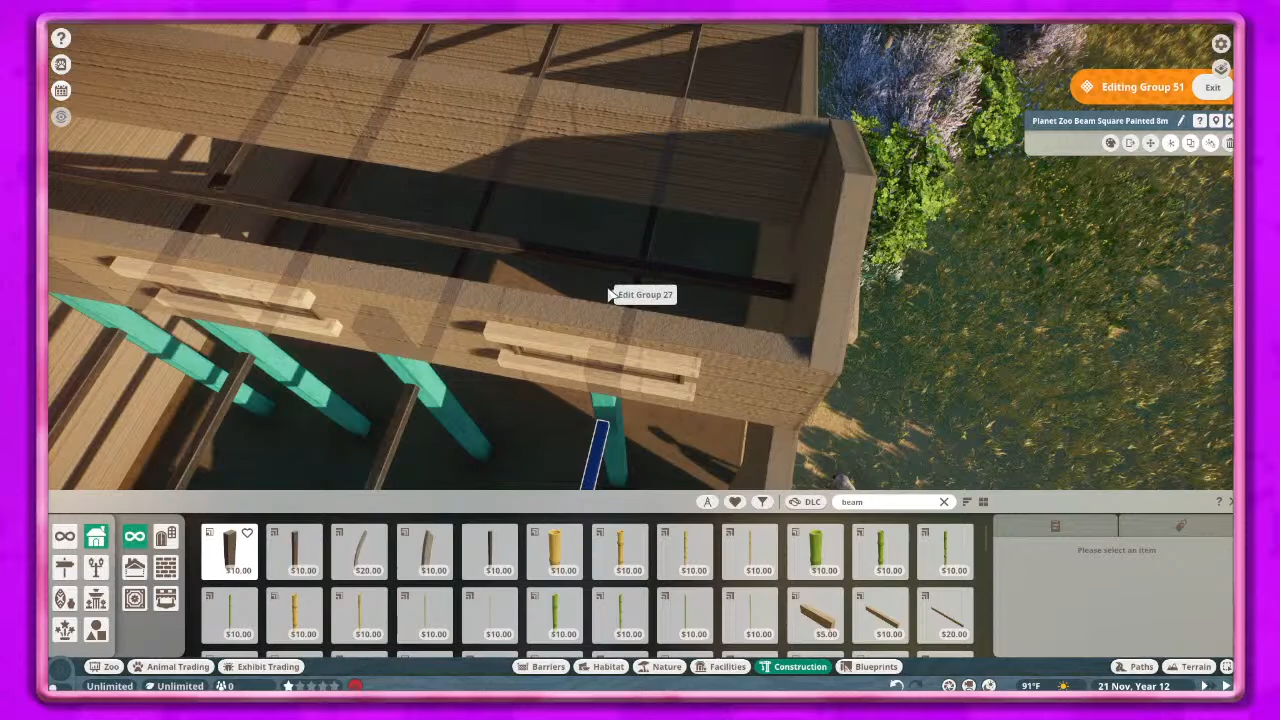 ?
Editing Group 51
Exit
Planet Zoo Beam Square Painted 8m
?
Edit Group 27
A
DLC
beam
?
$10.00
$10.00
$20.00
$10.00
$10.00
$10.00
$10.00
$10.00
$10.00
$10.00
$10.00
$10.00
Please select an item
$10.00
$10.00
$10.00
$10.00
$10.00
$10.00
$10.00
$10.00
$10.00
$5.00
$10.00
$20.00
Zoo
Animal Trading
Exhibit Trading
Barriers
Habitat
Nature
Facilities
Construction
Blueprints
Paths
Terrain
Unlimited
Unlimited
0
91°F
21 Nov, Year 12